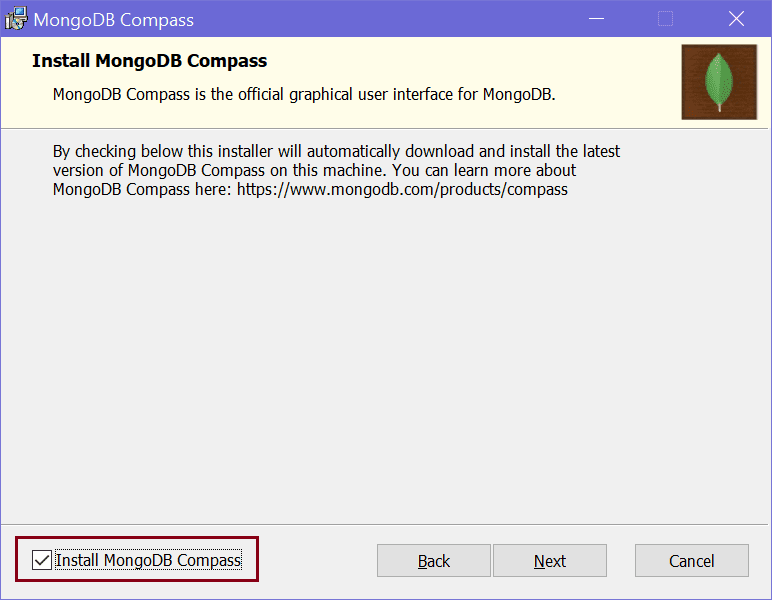 MongoDB Compass
Install MongoDB Compass
MongoDB Compass is the official graphical user interface for MongoDB.
By checking below this installer will automatically download and install the latest
version of MongoDB Compass on this machine. You can learn more about
MongoDB Compass here: https://www.mongodb.com/products/compass
Install MongoDB Compass
Back
Next
Cancel